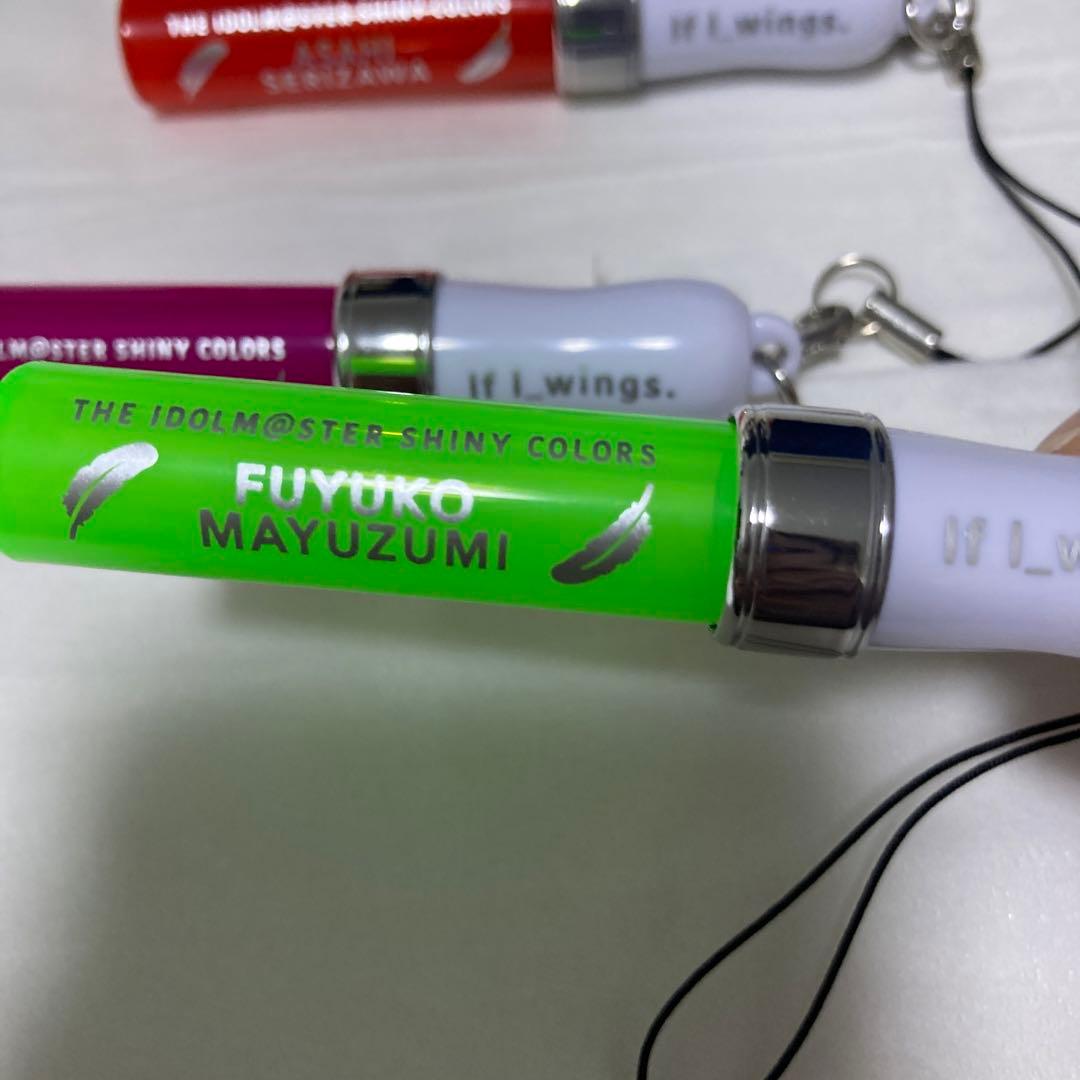 THE IDOLM@STER SHINY COLORS
ASAHI
SERIZAWA
If I_wings.
LM@STER SHINY COLORS
If I_wings.
THE IDOLM@STER SHINY COLORS
FUYUKO
MAYUZUMI
If I_w